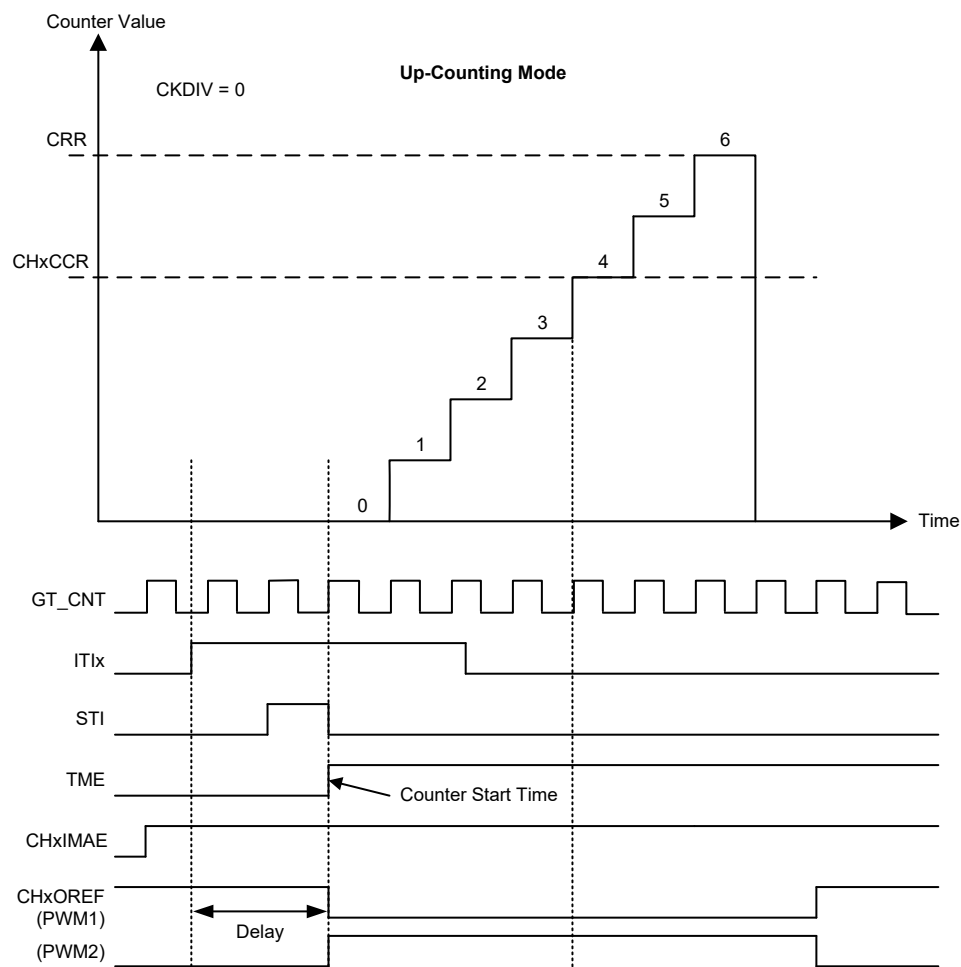 Counter Value
Up-Counting Mode
CKDIV = 0
CRR
6
5
CHxCCR
4
3
2
1
0
Time
GT_CNT
ITIx
STI
TME
Counter Start Time
CHxIMAE
CHxOREF
(PWM1)
Delay
(PWM2)